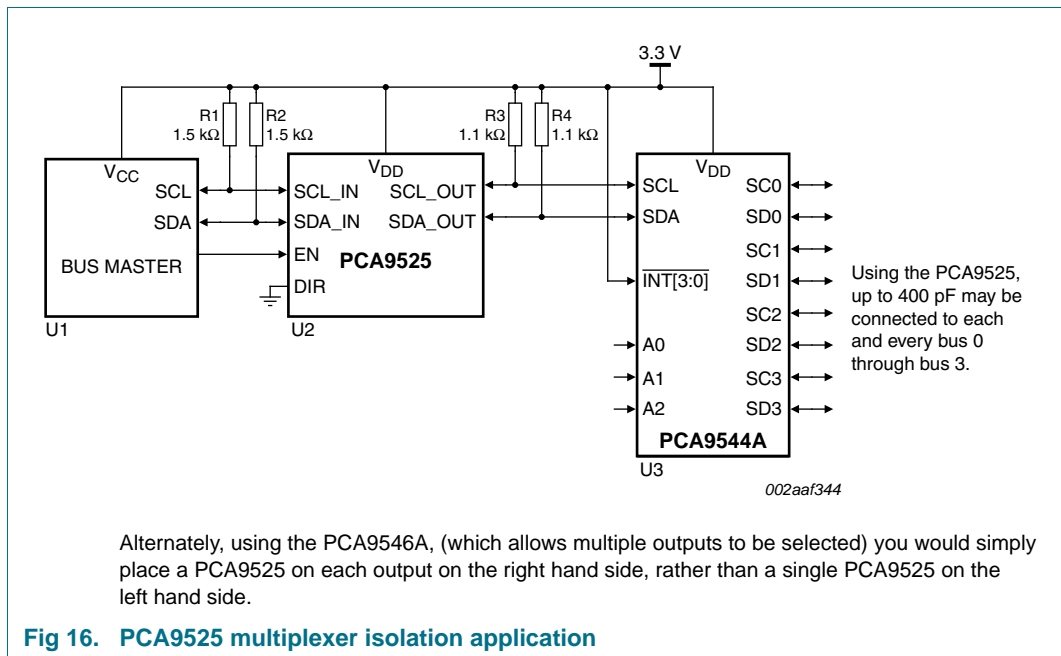 3.3 V
R1
1.5 kΩ
R2
1.5 kΩ
R3
1.1 kΩ
R4
1.1 kΩ
VCC
SCL
SDA
BUS MASTER
U1
VDD
SCL_IN
SDA_IN
EN
DIR
SCL_OUT
SDA_OUT
PCA9525
U2
VDD
SCL
SDA
INT[3:0]
A0
A1
A2
SC0
SD0
SC1
SD1
SC2
SD2
SC3
SD3
PCA9544A
U3
Using the PCA9525,
up to 400 pF may be
connected to each
and every bus 0
through bus 3.
002aaf344
Alternately, using the PCA9546A, (which allows multiple outputs to be selected) you would simply
place a PCA9525 on each output on the right hand side, rather than a single PCA9525 on the
left hand side.
Fig 16. PCA9525 multiplexer isolation application